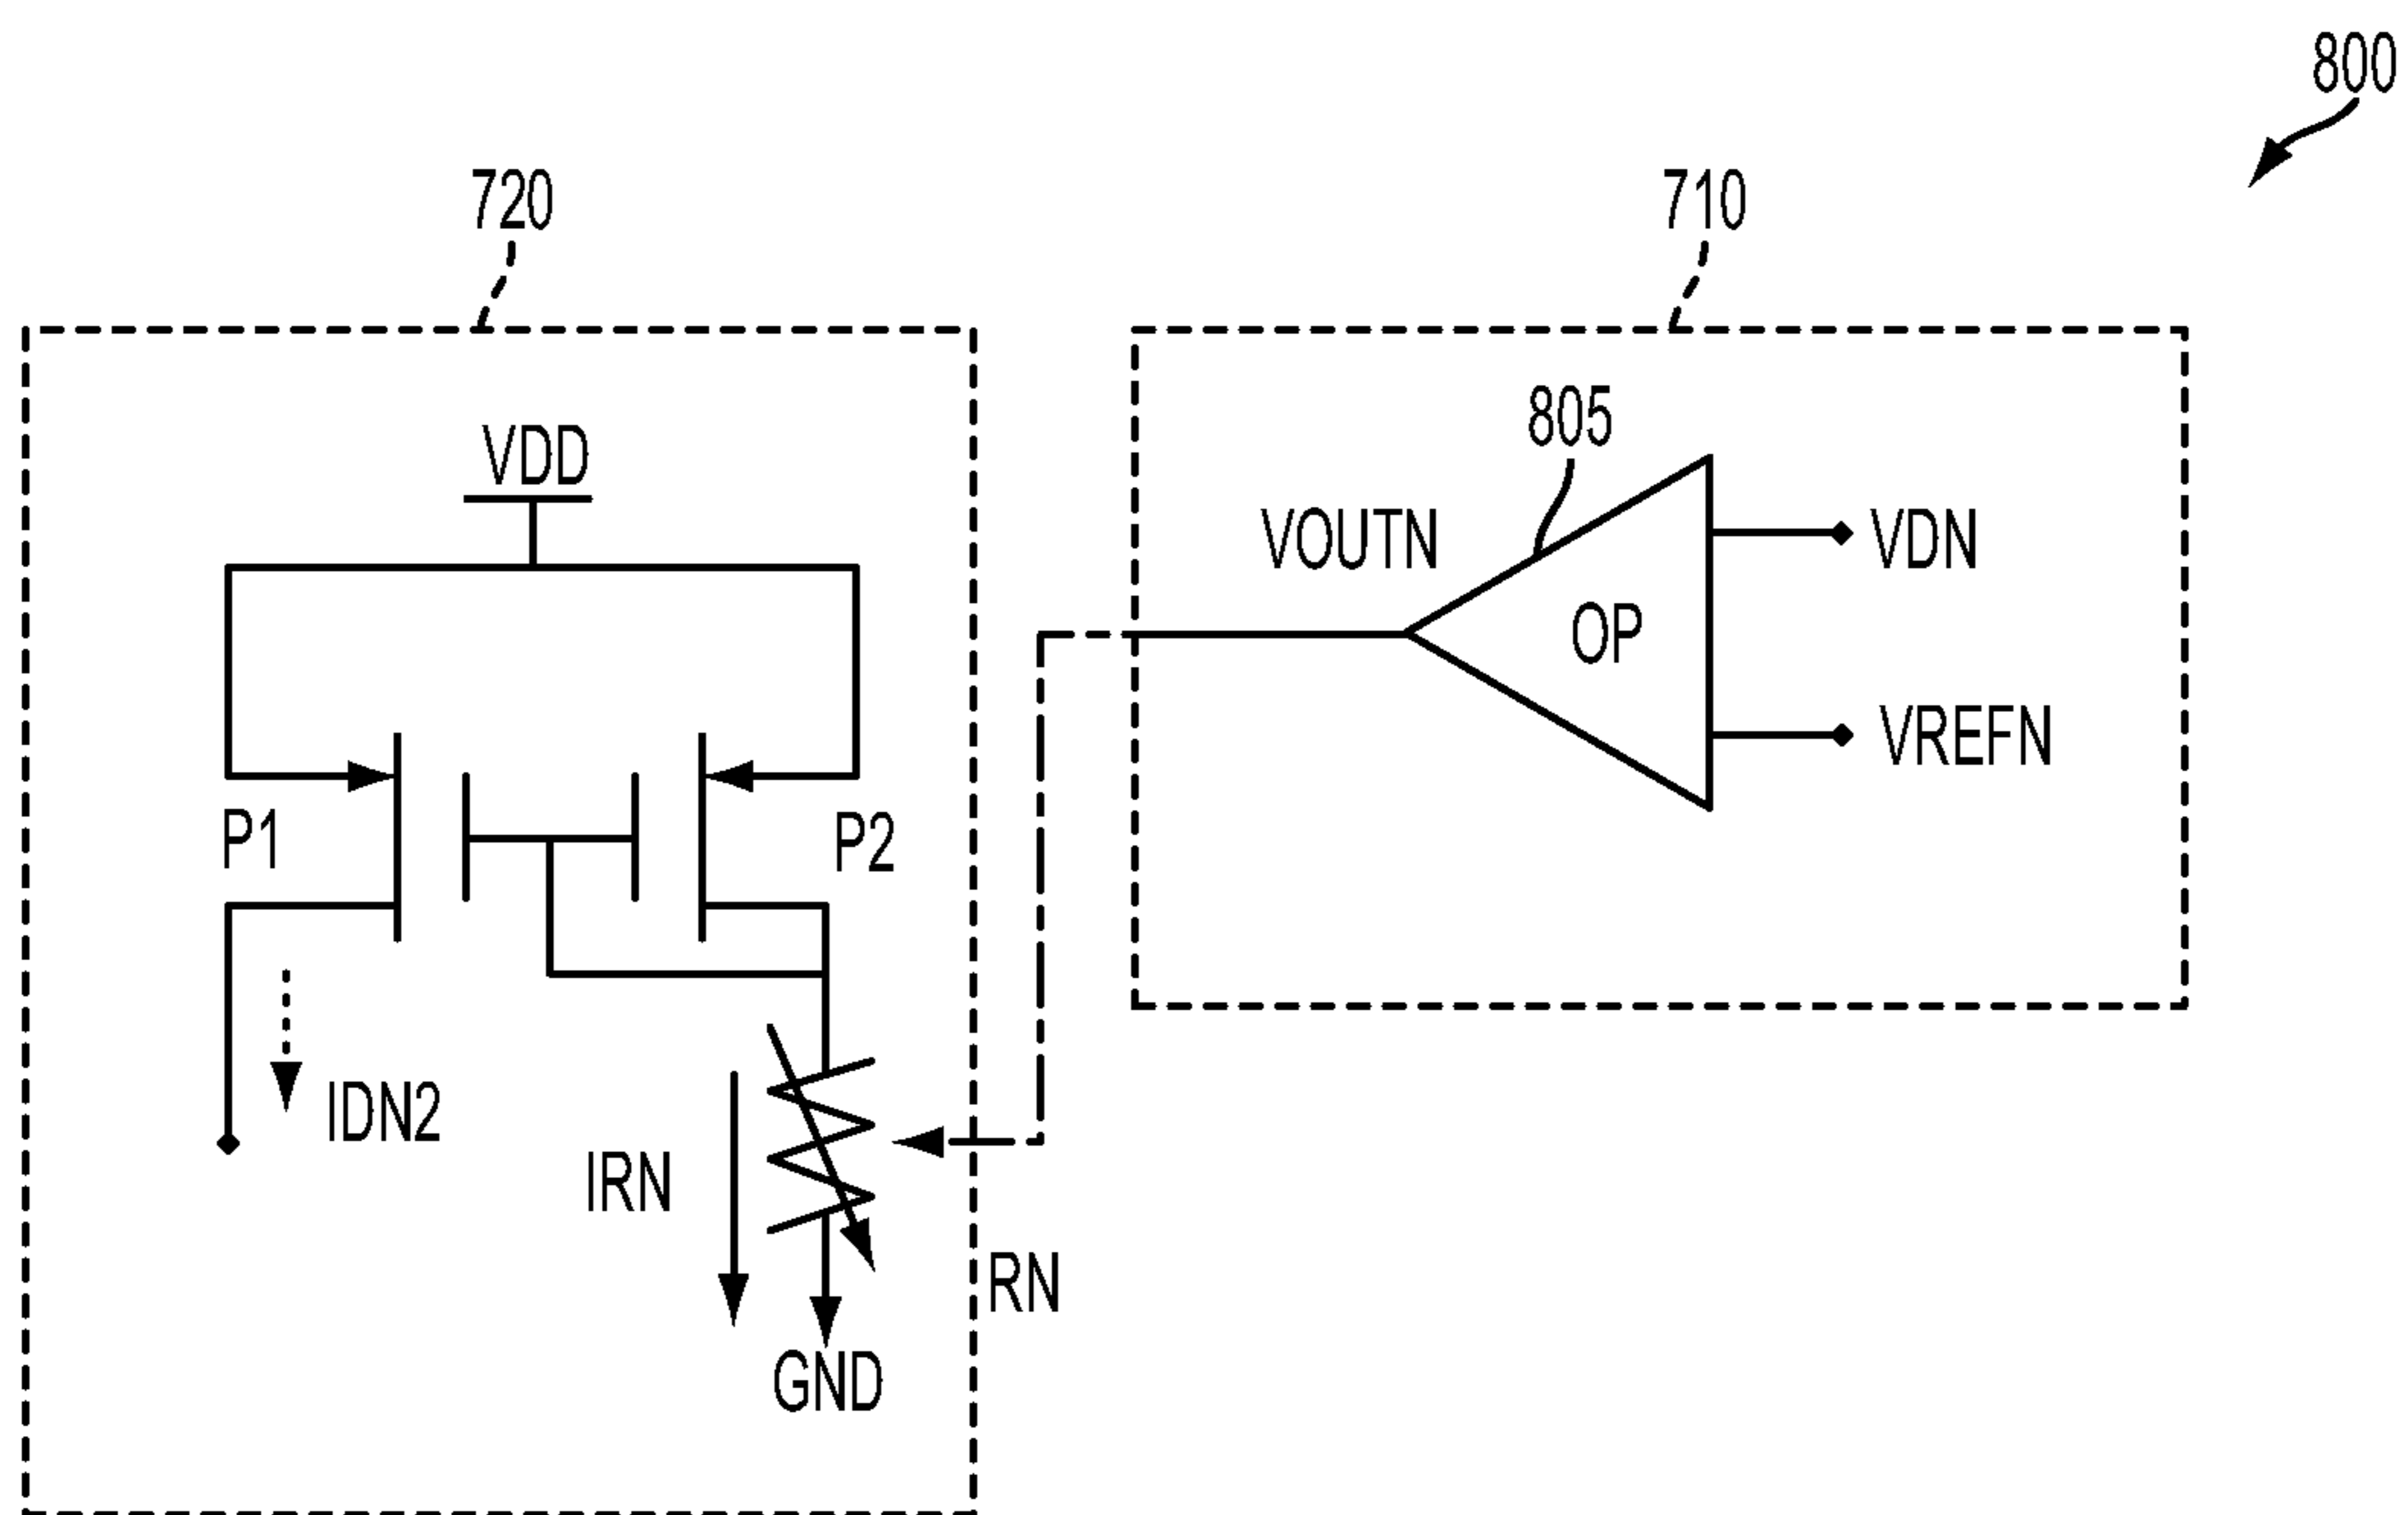 800
720
710
VDD
805
VOUTN
VDN
OP
VREFN
P1
P2
IDN2
IRN
RN
GND